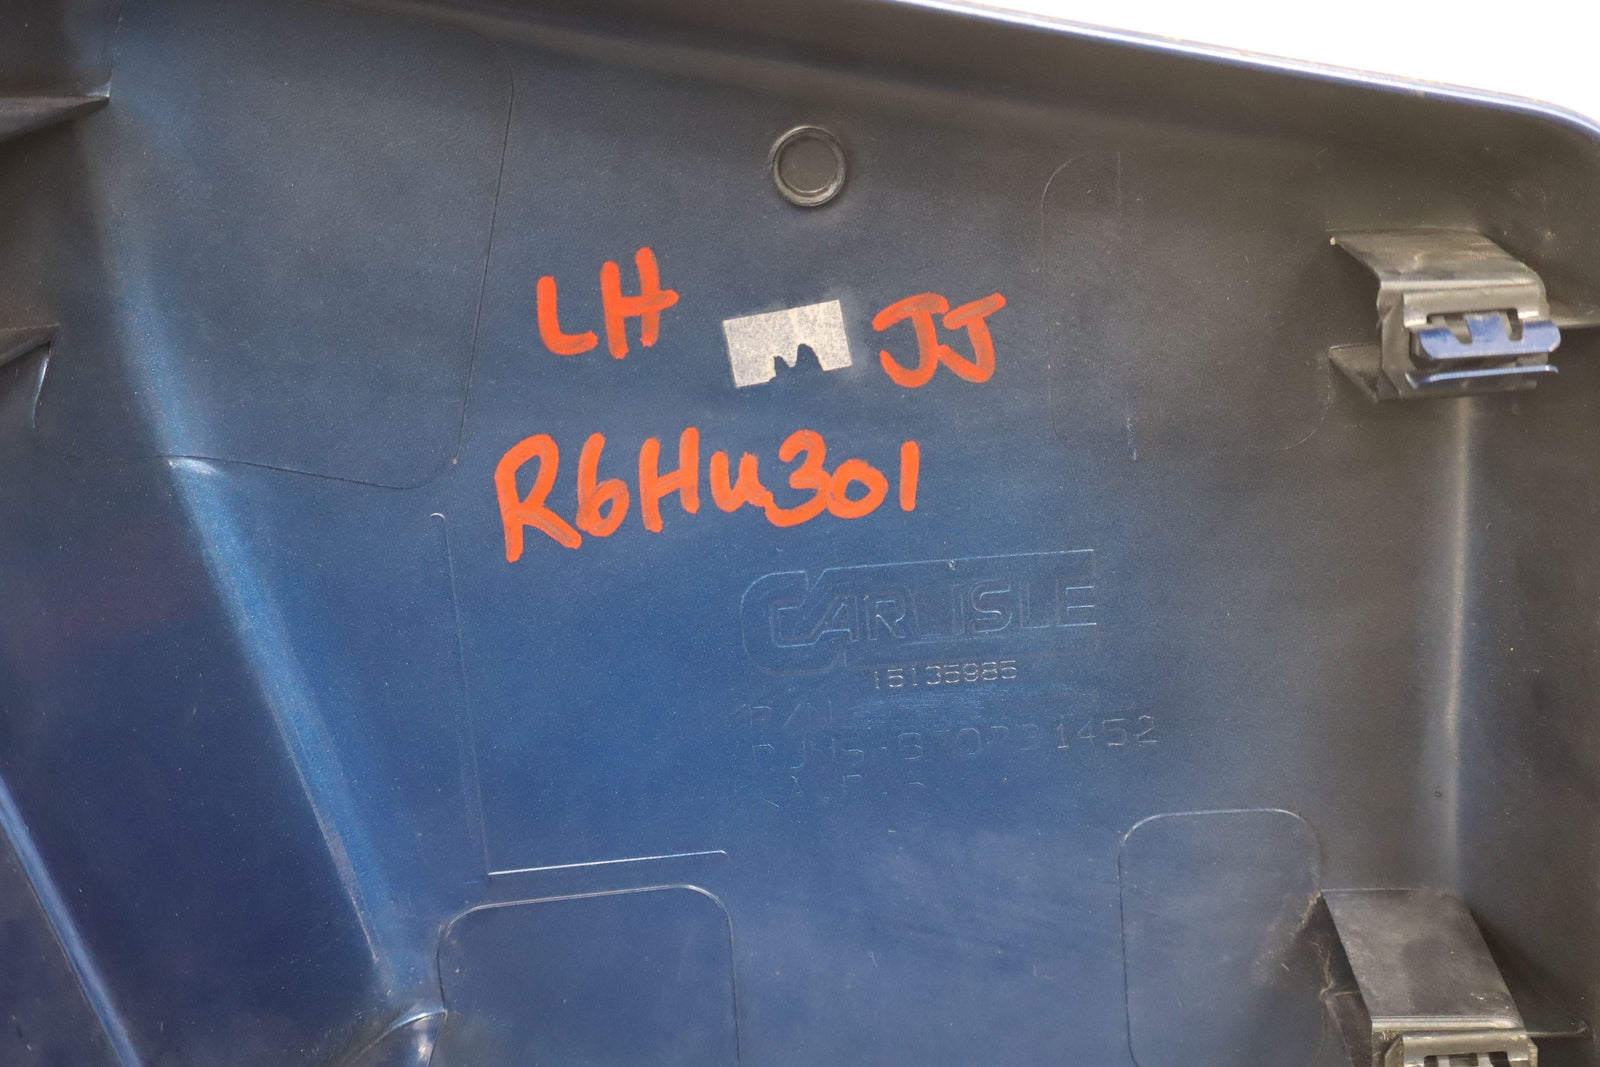 LH JJ
R6Hu301
CARLISLE
15135985
P/N